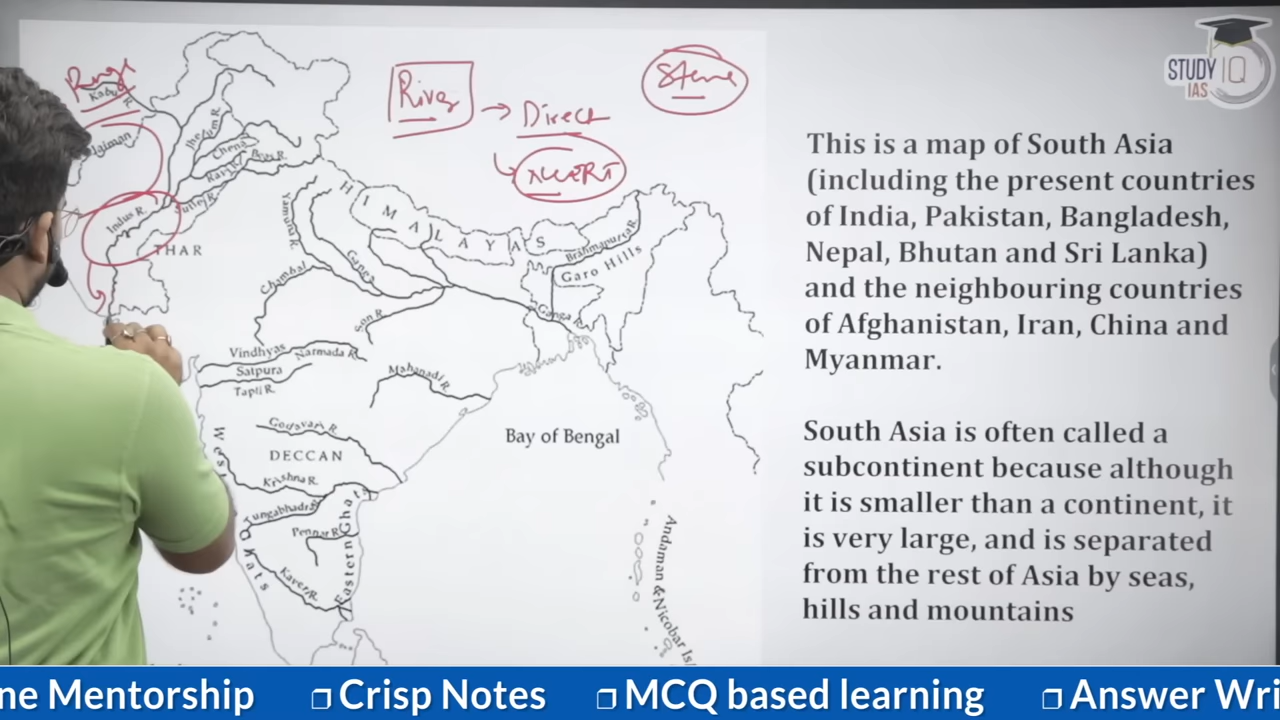 Range
Kabul R.
Sulaiman
Indus R.
Jhelum R.
Chenab
Ravi R.
Beas R.
Sutlej R.
THAR
River
Direct
NCERT
Stone
STUDY IQ
IAS
HIMALAYAS
Yamuna R.
Ganga
Chambal
Son R.
Brahmaputra R.
Garo Hills
Ganga R.
Vindhyas
Narmada R.
Satpura
Tapti R.
Mahanadi R.
Bay of Bengal
Godavari R.
DECCAN
Krishna R.
Tungabhadra
Pennar R.
Kaveri R.
Eastern Ghats
Andaman & Nicobar Is
This is a map of South Asia
(including the present countries
of India, Pakistan, Bangladesh,
Nepal, Bhutan and Sri Lanka)
and the neighbouring countries
of Afghanistan, Iran, China and
Myanmar.
South Asia is often called a
subcontinent because although
it is smaller than a continent, it
is very large, and is separated
from the rest of Asia by seas,
hills and mountains
ne Mentorship ❐ Crisp Notes ❐ MCQ based learning ❐ Answer Wri